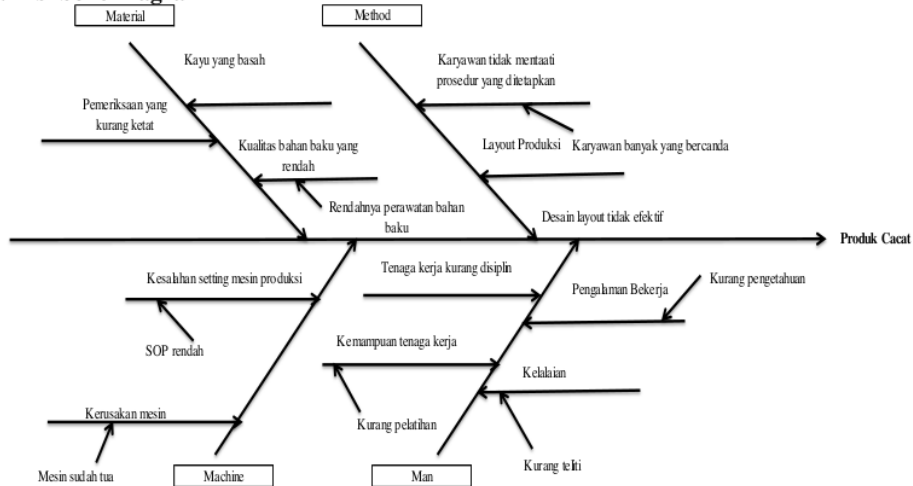 Material
Method
Kayu yang basah
Karyawan tidak mentaati
prosedur yang ditetapkan
Pemeriksaan yang
kurang ketat
Kualitas bahan baku yang
rendah
Layout Produksi
Karyawan banyak yang bercanda
Rendahnya perawatan bahan
baku
Desain layout tidak efektif
Produk Cacat
Tenaga kerja kurang disiplin
Kesalahan setting mesin produksi
Pengalaman Bekerja
Kurang pengetahuan
SOP rendah
Kemampuan tenaga kerja
Kelalaian
Kerusakan mesin
Kurang pelatihan
Kurang teliti
Mesin sudah tua
Machine
Man